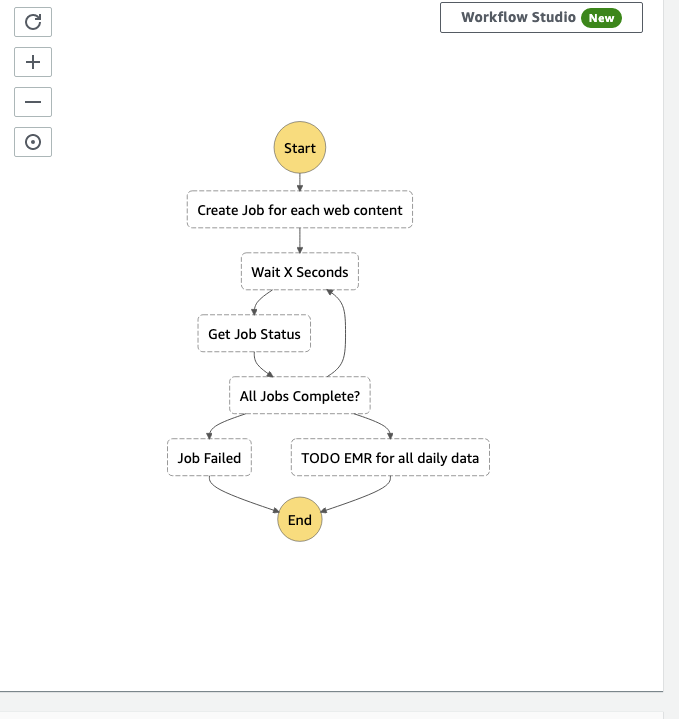 Workflow Studio New
Start
Create Job for each web content
Wait X Seconds
Get Job Status
All Jobs Complete?
Job Failed
TODO EMR for all daily data
End